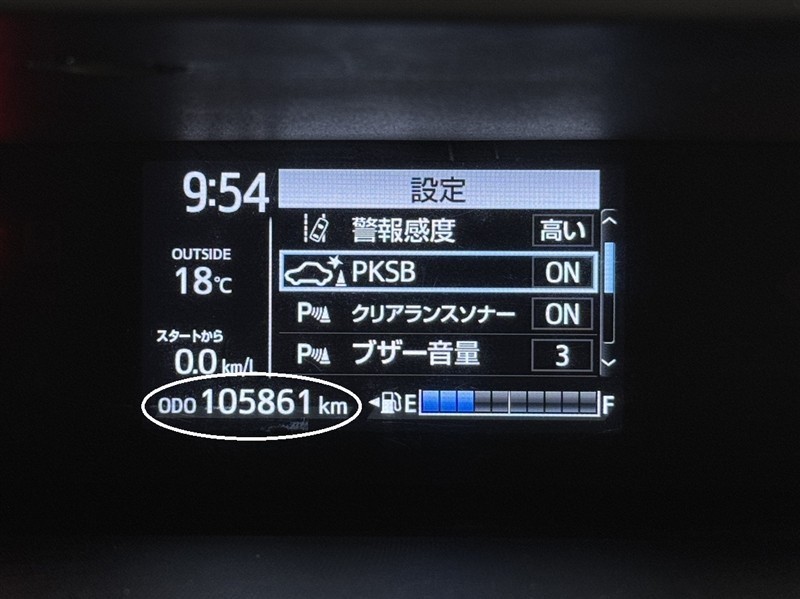 9:54
設定
警報感度 高い
OUTSIDE
18℃
PKSB ON
P クリアランスソナー ON
スタートから
0.0 km/L
P ブザー音量 3
ODO 105861 km
E F